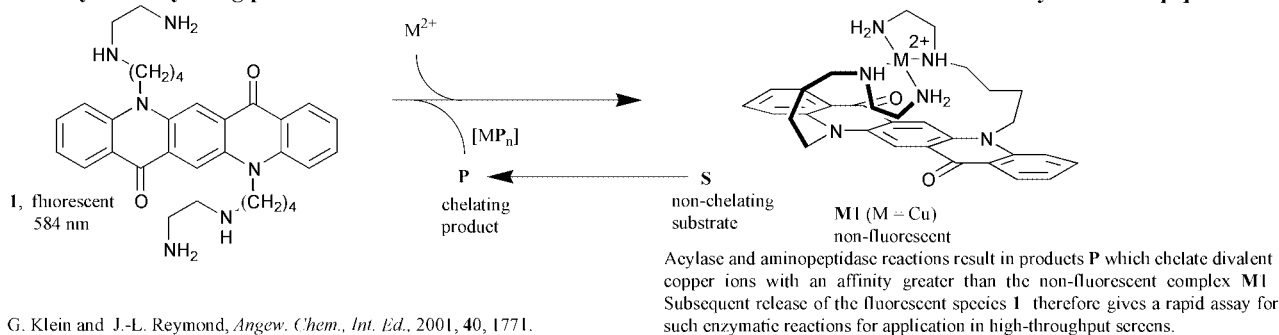 NH2
HN
(CH2)4
O
N
N
O
(CH2)4
N
H
NH2
1, fluorescent
584 nm
M2+
[MPn]
P
chelating
product
S
non-chelating
substrate
H2N
2+
M
NH
NH
NH2
O
N
N
O
M1 (M = Cu)
non-fluorescent
Acylase and aminopeptidase reactions result in products P which chelate divalent
copper ions with an affinity greater than the non-fluorescent complex M1
Subsequent release of the fluorescent species 1 therefore gives a rapid assay for
such enzymatic reactions for application in high-throughput screens.
G. Klein and J.-L. Reymond, Angew. Chem., Int. Ed., 2001, 40, 1771.